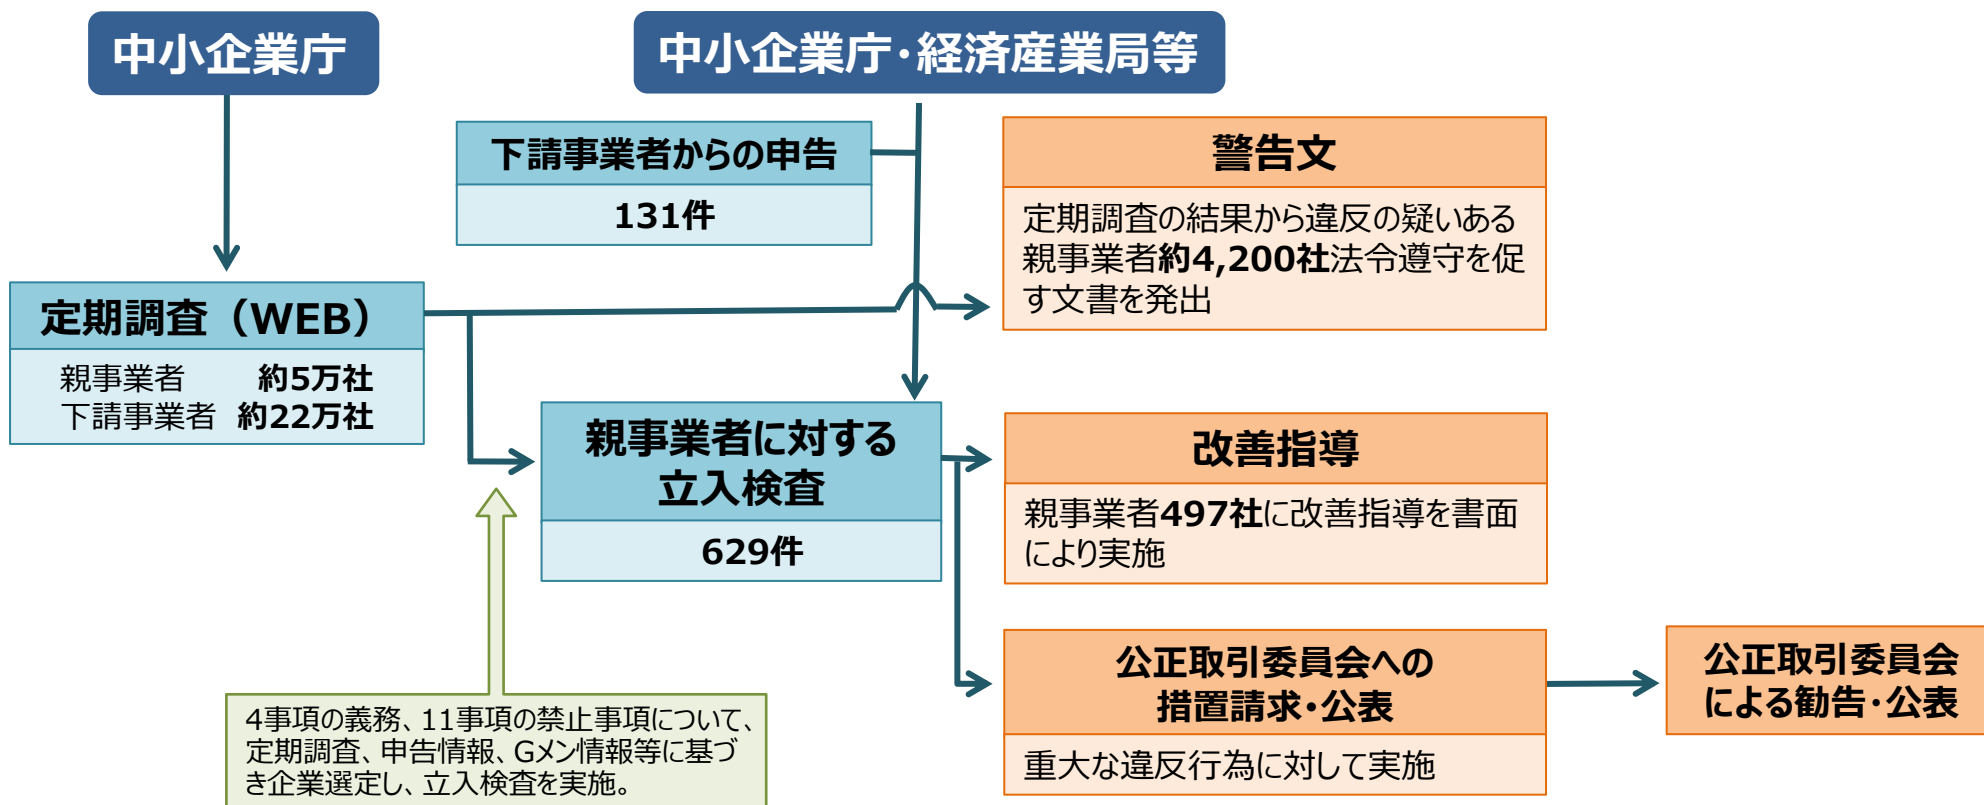 中小企業庁
中小企業庁・経済産業局等
下請事業者からの申告
131件
警告文
定期調査の結果から違反の疑いある
親事業者約4,200社法令遵守を促
す文書を発出
定期調査（WEB）
親事業者 約5万社
下請事業者 約22万社
親事業者に対する
立入検査
629件
改善指導
親事業者497社に改善指導を書面
により実施
公正取引委員会への
措置請求・公表
重大な違反行為に対して実施
公正取引委員会
による勧告・公表
4事項の義務、11事項の禁止事項について、
定期調査、申告情報、Gメン情報等に基づ
き企業選定し、立入検査を実施。